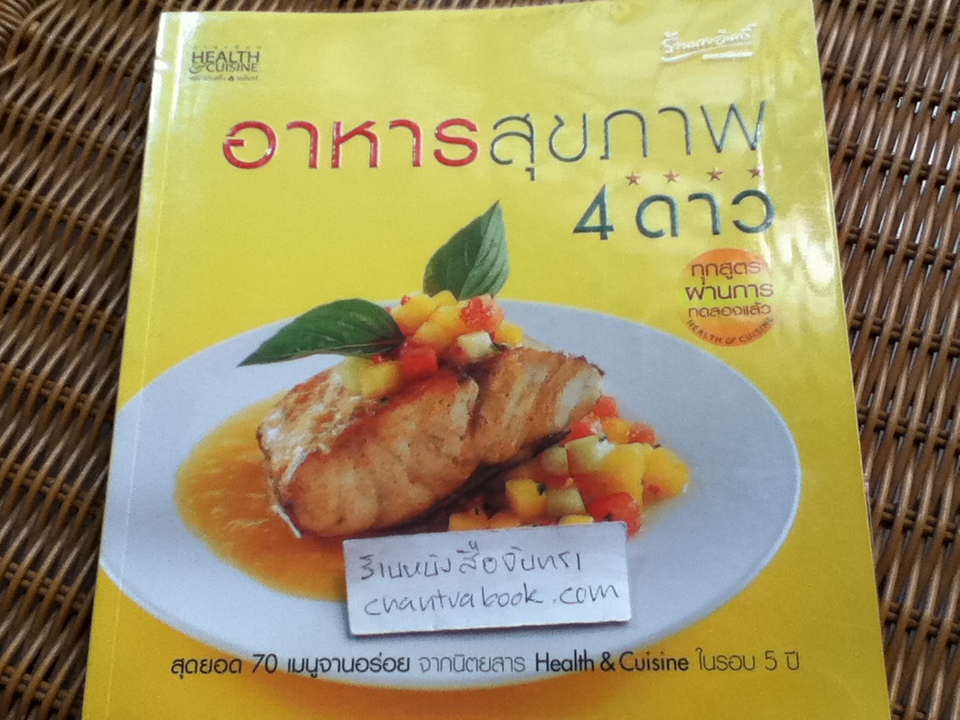 HEALTH
& CUISINE
อาหารสุขภาพ
4 ดาว
ทุกสูตร
ผ่านการ
ทดลองแล้ว
HEALTH & CUISINE
ร้านหนังสือจันทรา
chantrabook.com
สุดยอด 70 เมนูจานอร่อย จากนิตยสาร Health & Cuisine ในรอบ 5 ปี